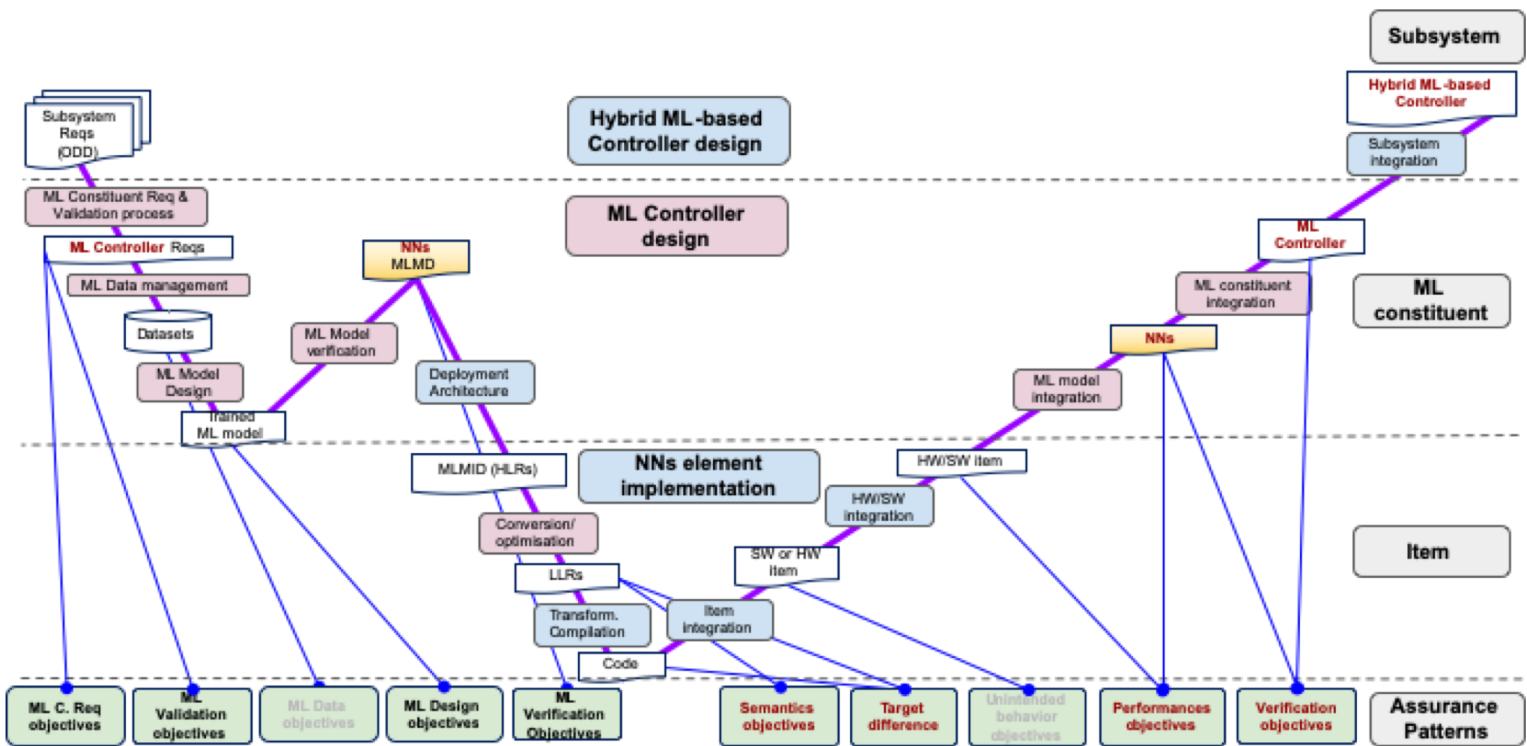 Subsystem
Hybrid ML-based
Controller
Subsystem
Reqs
(ODD)
Hybrid ML-based
Controller design
Subsystem
integration
ML Constituent Req &
Validation process
ML Controller
design
ML Controller Reqs
NNs
MLMD
ML
Controller
ML Data management
ML constituent
integration
ML
constituent
Datasets
ML Model
verification
NNs
ML Model
Design
Deployment
Architecture
ML model
integration
Trained
ML model
MLMID (HLRs)
NNs element
implementation
HW/SW item
HW/SW
integration
Conversion/
optimisation
SW or HW
item
Item
LLRs
Transform.
Compilation
Item
integration
Code
ML C. Req
objectives
ML
Validation
objectives
ML Data
objectives
ML Design
objectives
ML
Verification
Objectives
Semantics
objectives
Target
difference
Unintended
behavior
objectives
Performances
objectives
Verification
objectives
Assurance
Patterns